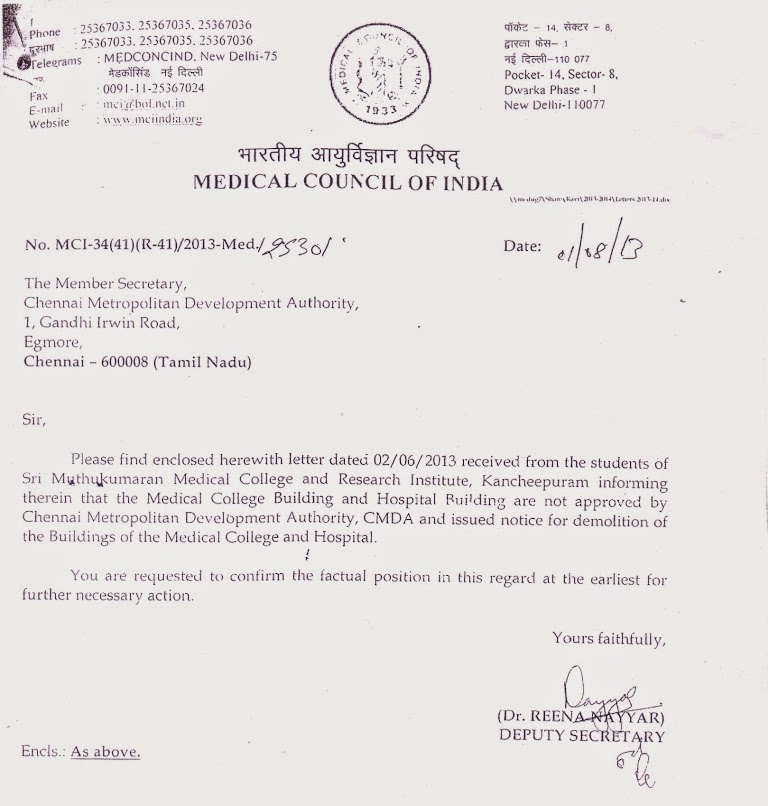 Phone : 25367033, 25367035, 25367036
दूरभाष : 25367033, 25367035, 25367036
Telegrams : MEDCONCIND, New Delhi-75
मेडकॉसिंड नई दिल्ली
Fax : 0091-11-25367024
E-mail : mci@bol.net.in
Website : www.mciindia.org
MEDICAL COUNCIL OF INDIA
1933
पॉकेट – 14, सेक्टर – 8,
द्वारका फेस– 1
नई दिल्ली–110 077
Pocket- 14, Sector- 8,
Dwarka Phase - 1
New Delhi-110077
भारतीय आयुर्विज्ञान परिषद्
MEDICAL COUNCIL OF INDIA
No. MCI-34(41)(R-41)/2013-Med./25301
Date: 01/08/13
The Member Secretary,
Chennai Metropolitan Development Authority,
1, Gandhi Irwin Road,
Egmore,
Chennai – 600008 (Tamil Nadu)
Sir,
Please find enclosed herewith letter dated 02/06/2013 received from the students of
Sri Muthukumaran Medical College and Research Institute, Kancheepuram informing
therein that the Medical College Building and Hospital Building are not approved by
Chennai Metropolitan Development Authority, CMDA and issued notice for demolition of
the Buildings of the Medical College and Hospital.
You are requested to confirm the factual position in this regard at the earliest for
further necessary action.
Yours faithfully,
(Dr. REENA NAYYAR)
DEPUTY SECRETARY
Encls.: As above.